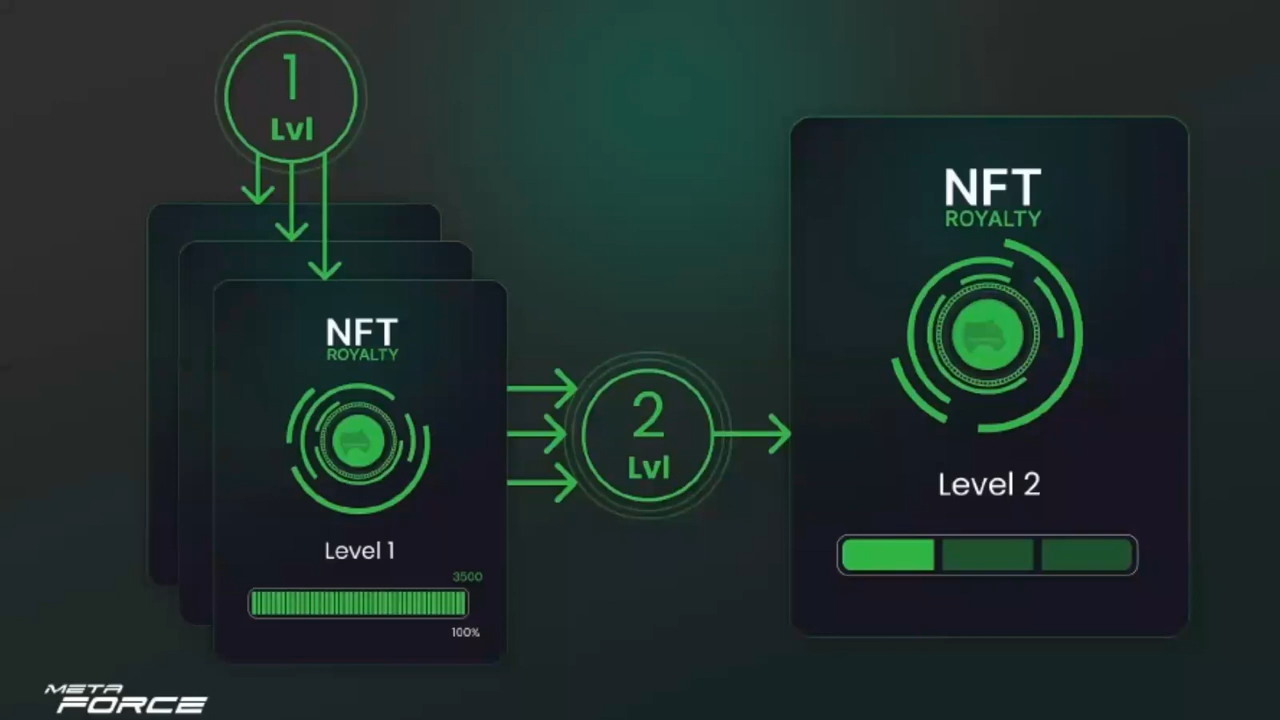 1
Lvl
NFT
ROYALTY
Level 1
3500
100%
2
Lvl
NFT
ROYALTY
Level 2
META
FORCE